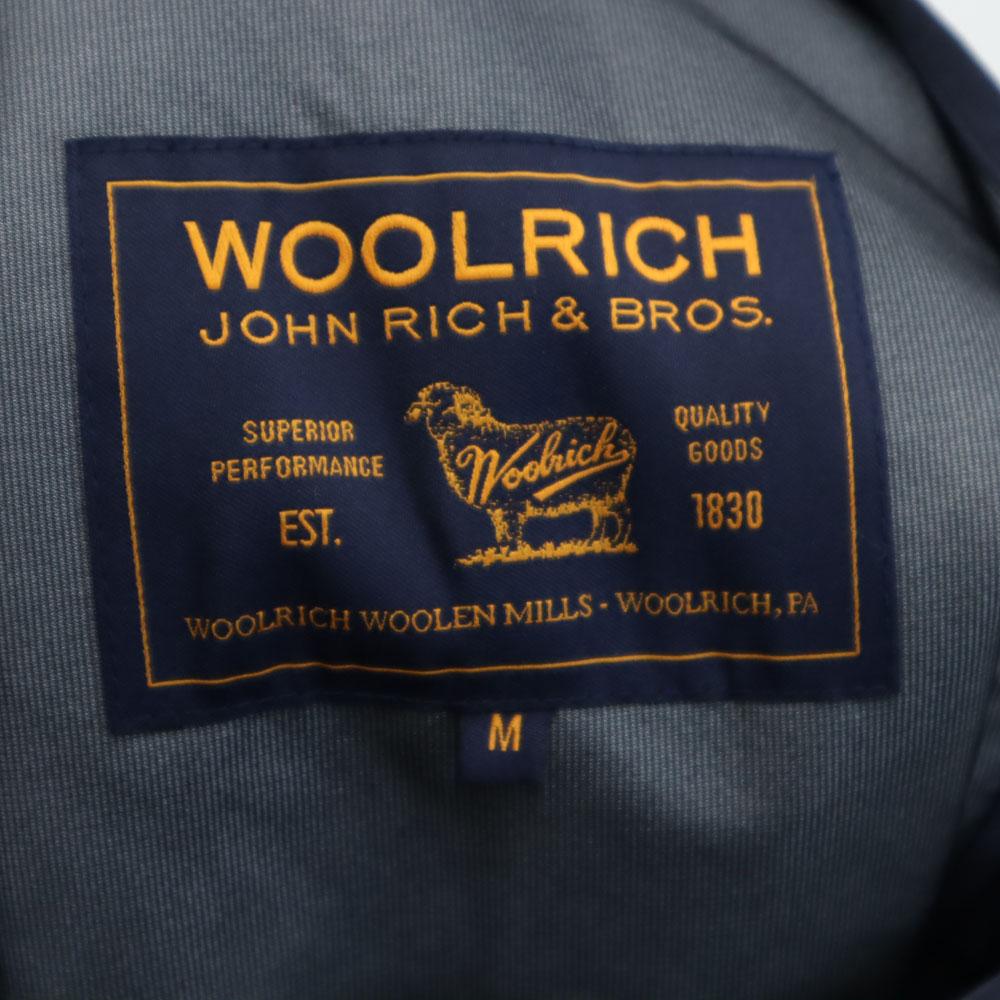 WOOLRICH
JOHN RICH & BROS.
SUPERIOR
PERFORMANCE
EST.
Woolrich
QUALITY
GOODS
1830
WOOLRICH WOOLEN MILLS - WOOLRICH, PA
M